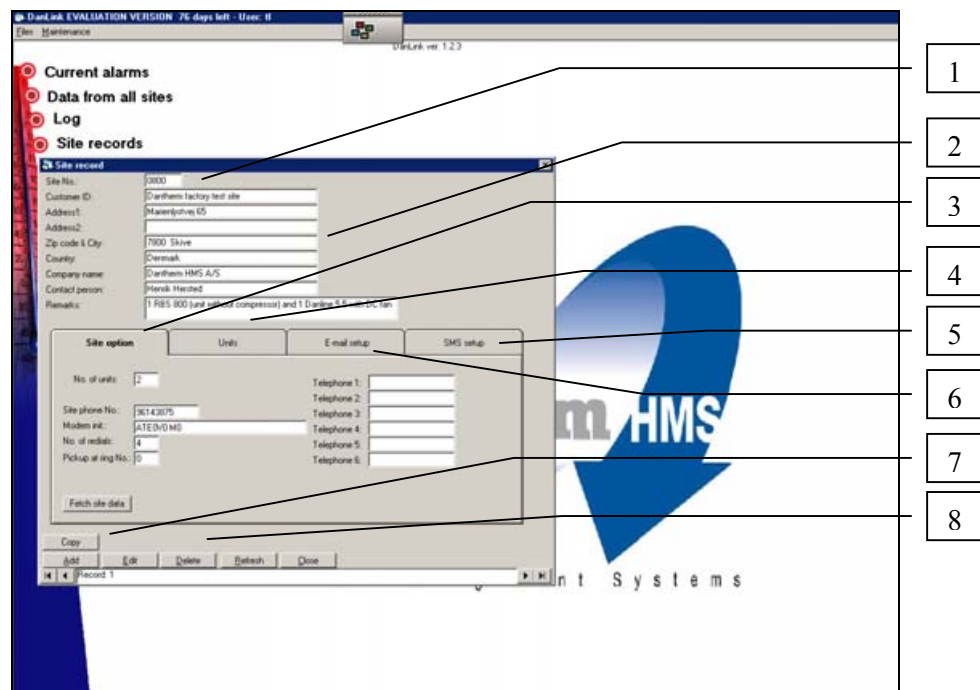 DanLink EVALUATION VERSION 76 days left - User: tl
Files Maintenance
DanLink ver. 1.2.3
Current alarms
Data from all sites
Log
Site records
Site record
Site No.: 0800
Customer ID: Dantherm factory test site
Address1: Marienlystvej 65
Address2:
Zip code & City: 7800 Skive
Country: Denmark
Company name: Dantherm HMS A/S
Contact person: Henrik Hersted
Remarks: 1 RBS 800 (unit without compressor) and 1 Danline 5.5 with DC fan
Site option Units E-mail setup SMS setup
No. of units: 2
Telephone 1:
Telephone 2:
Site phone No.: 96143875
Telephone 3:
Modem init.: ATE0V0 M0
Telephone 4:
No. of redials: 4
Telephone 5:
Pickup at ring No.: 0
Telephone 6:
Fetch site data
Copy
Add Edit Delete Refresh Close
Record: 1
m HMS
nt Systems
1
2
3
4
5
6
7
8